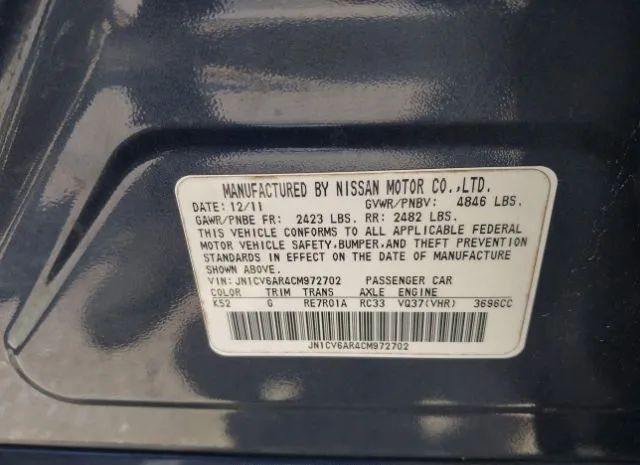 MANUFACTURED BY NISSAN MOTOR CO.,LTD.
DATE: 12/11 GVWR/PNBV: 4846 LBS.
GAWR/PNBE FR: 2423 LBS. RR: 2482 LBS.
THIS VEHICLE CONFORMS TO ALL APPLICABLE FEDERAL
MOTOR VEHICLE SAFETY,BUMPER,AND THEFT PREVENTION
STANDARDS IN EFFECT ON THE DATE OF MANUFACTURE
SHOWN ABOVE.
VIN: JN1CV6AR4CM972702 PASSENGER CAR
COLOR TRIM TRANS AXLE ENGINE
K52 G RE7R01A RC33 VQ37(VHR) 3696CC
JN1CV6AR4CM972702